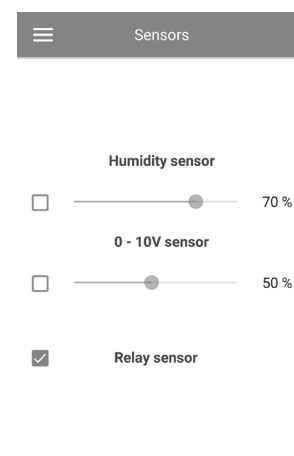 Sensors
Humidity sensor
70 %
0 - 10V sensor
50 %
Relay sensor